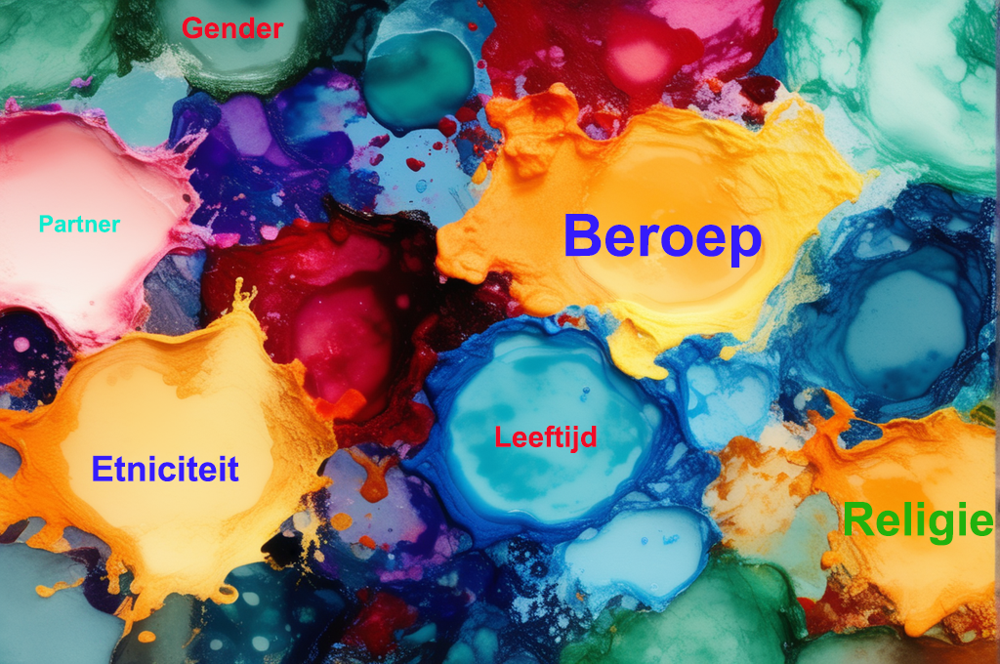 Gender
Partner
Beroep
Leeftijd
Etniciteit
Religie